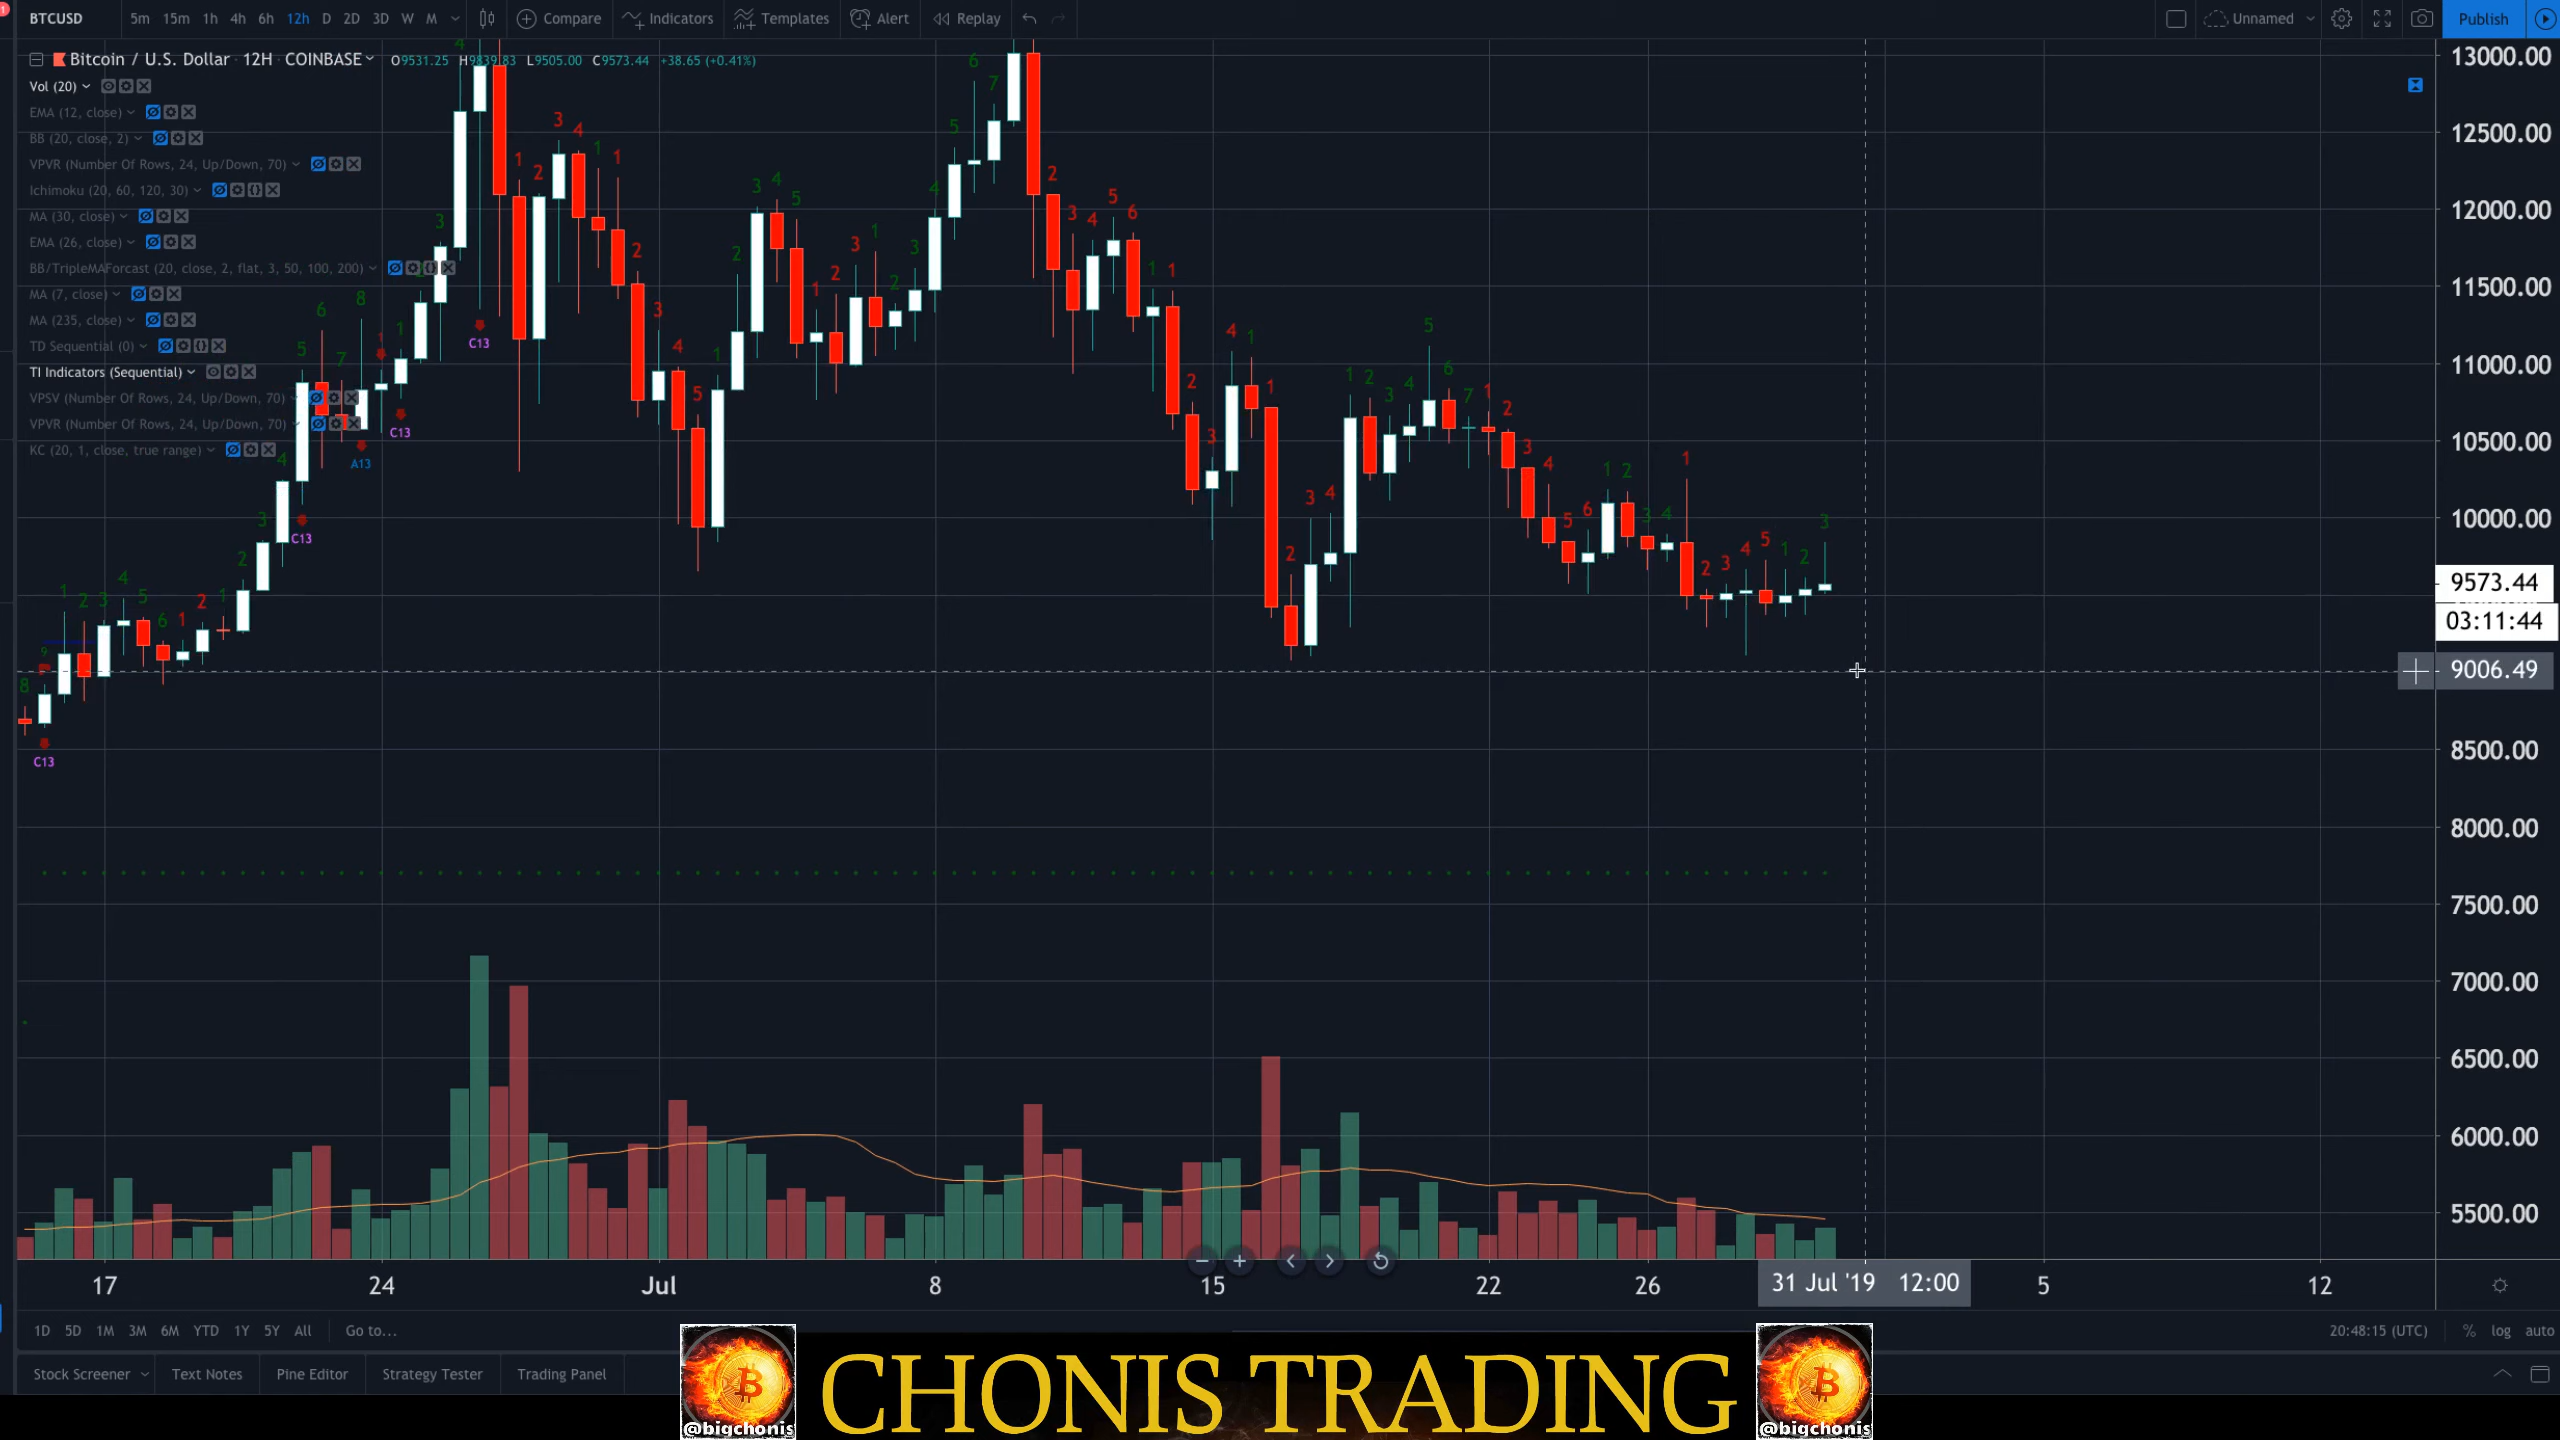 BTCUSD 5m 15m 1h 4h 6h 12h D 2D 3D W M Compare Indicators Templates Alert Replay Unnamed Publish
Bitcoin / U.S. Dollar 12H COINBASE O9531.25 H9839.83 L9505.00 C9573.44 +38.65 (+0.41%)
Vol (20)
EMA (12, close)
BB (20, close, 2)
VPVR (Number Of Rows, 24, Up/Down, 70)
Ichimoku (20, 60, 120, 30)
MA (30, close)
EMA (26, close)
BB/TripleMAForcast (20, close, 2, flat, 3, 50, 100, 200)
MA (7, close)
MA (235, close)
TD Sequential (0)
TI Indicators (Sequential)
VPSV (Number Of Rows, 24, Up/Down, 70)
VPVR (Number Of Rows, 24, Up/Down, 70)
KC (20, 1, close, true range)
C13
C13
A13
C13
C13
13000.00
12500.00
12000.00
11500.00
11000.00
10500.00
10000.00
9573.44
03:11:44
9006.49
8500.00
8000.00
7500.00
7000.00
6500.00
6000.00
5500.00
17 24 Jul 8 15 22 26 31 Jul '19 12:00 5 12
1D 5D 1M 3M 6M YTD 1Y 5Y All Go to... 20:48:15 (UTC) % log auto
Stock Screener Text Notes Pine Editor Strategy Tester Trading Panel
CHONIS TRADING
@bigchonis @bigchonis